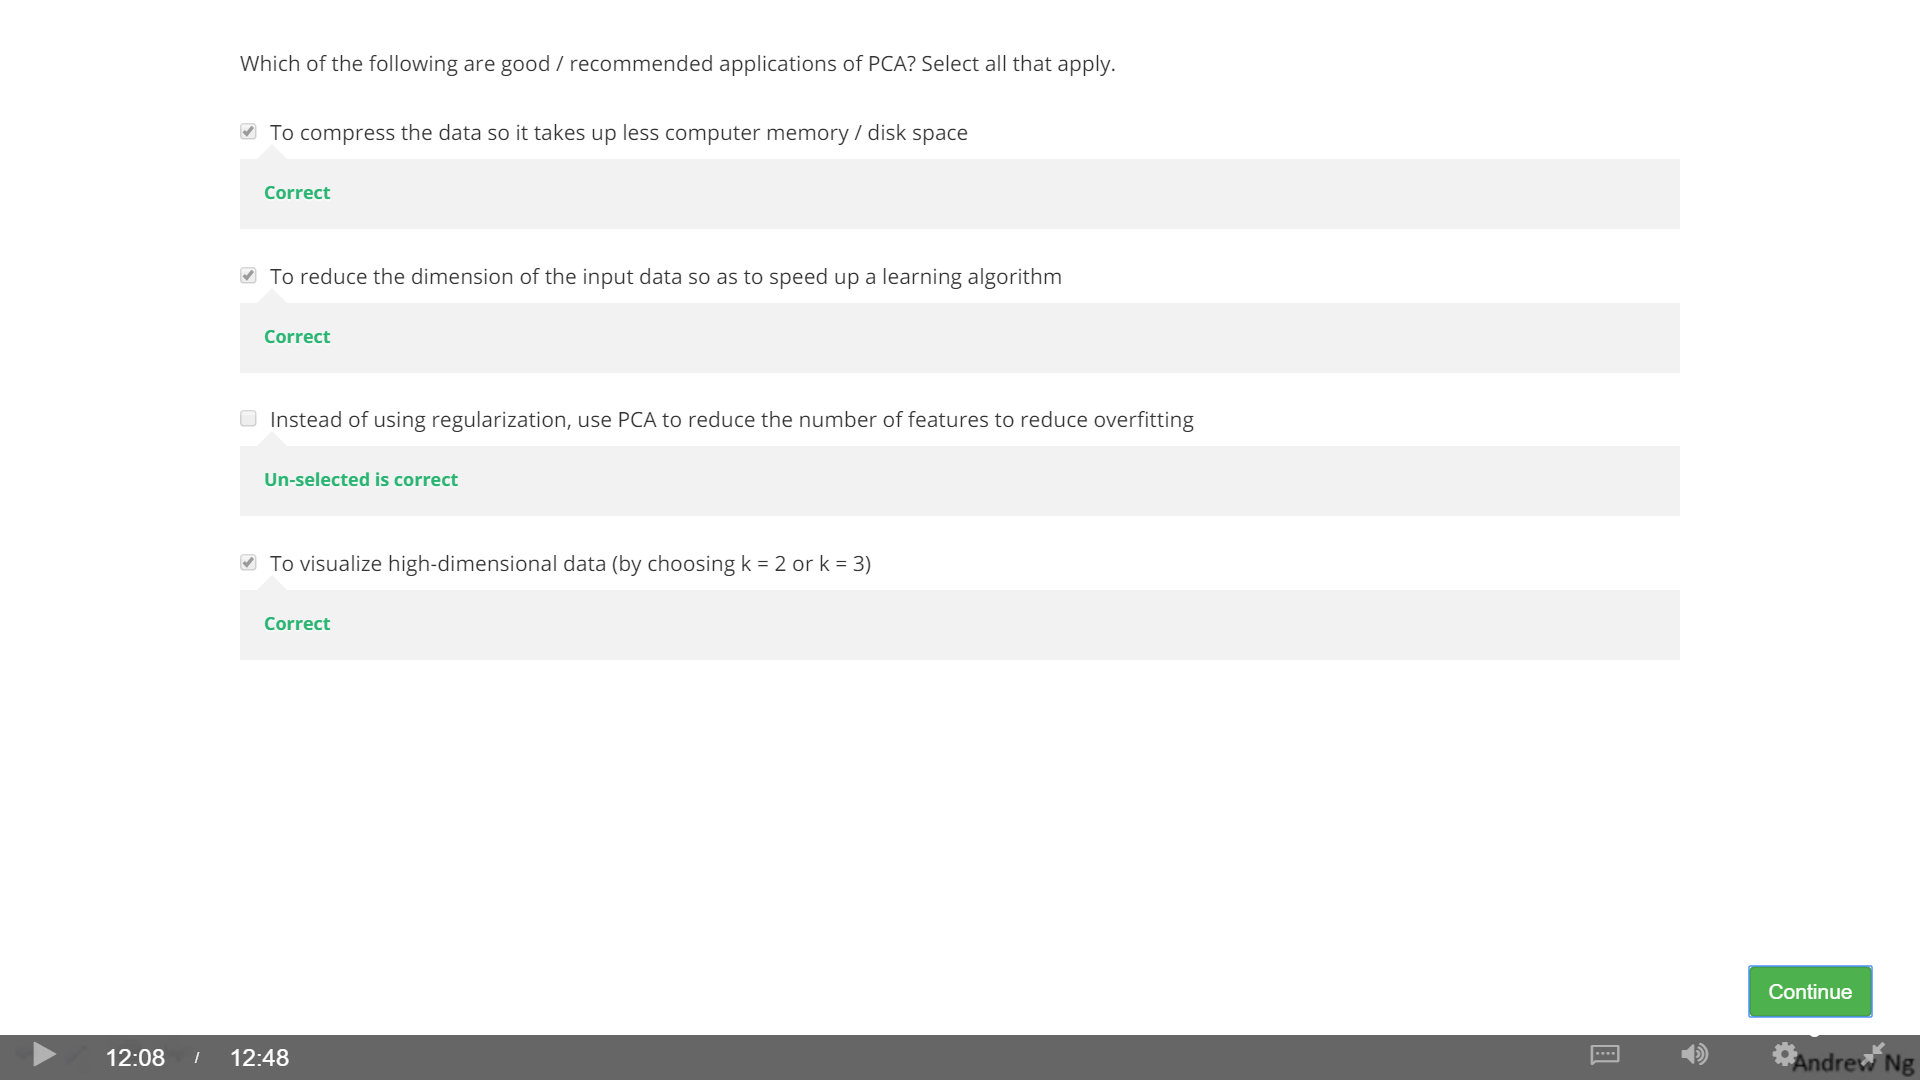 Which of the following are good / recommended applications of PCA? Select all that apply.
To compress the data so it takes up less computer memory / disk space
Correct
To reduce the dimension of the input data so as to speed up a learning algorithm
Correct
Instead of using regularization, use PCA to reduce the number of features to reduce overfitting
Un-selected is correct
To visualize high-dimensional data (by choosing k = 2 or k = 3)
Correct
Continue
12:08 / 12:48
Andrew Ng